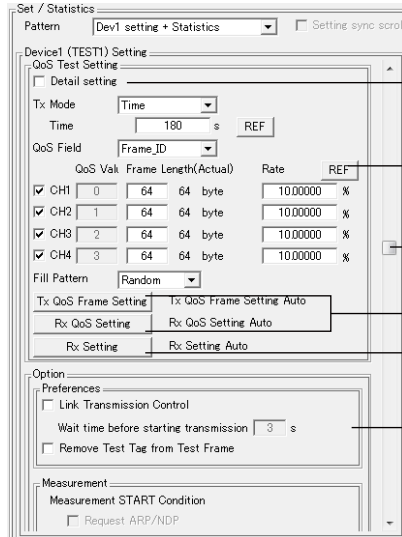 Set / Statistics
Pattern Dev1 setting + Statistics Setting sync scrol
Device1 (TEST1) Setting
QoS Test Setting
Detail setting
Tx Mode Time
Time 180 s REF
QoS Field Frame_ID
QoS Valu Frame Length(Actual) Rate REF
CH1 0 64 64 byte 10.00000 %
CH2 1 64 64 byte 10.00000 %
CH3 2 64 64 byte 10.00000 %
CH4 3 64 64 byte 10.00000 %
Fill Pattern Random
Tx QoS Frame Setting Tx QoS Frame Setting Auto
Rx QoS Setting Rx QoS Setting Auto
Rx Setting Rx Setting Auto
Option
Preferences
Link Transmission Control
Wait time before starting transmission 3 s
Remove Test Tag from Test Frame
Measurement
Measurement START Condition
Request ARP/NDP